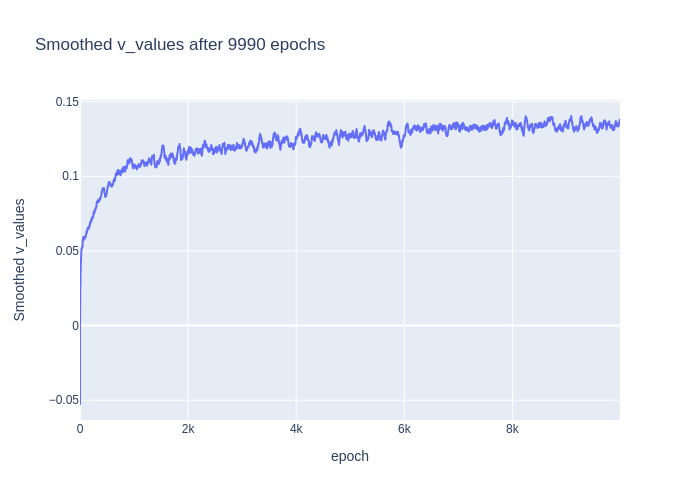 Smoothed v_values after 9990 epochs
Smoothed v_values
0.15
0.1
0.05
0
−0.05
0
2k
4k
6k
8k
epoch